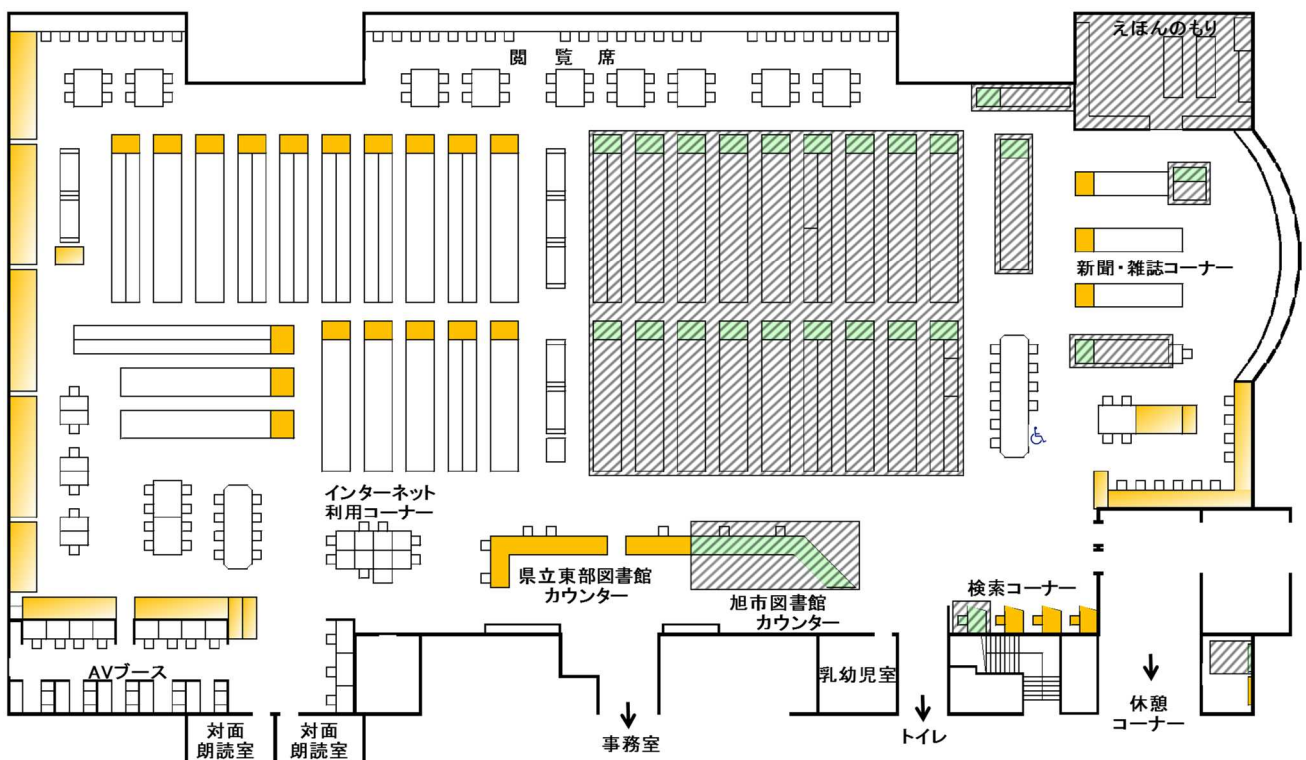 えほんのもり
閲覧席
新聞・雑誌コーナー
インターネット
利用コーナー
県立東部図書館
カウンター
旭市図書館
カウンター
検索コーナー
AVブース
乳幼児室
対面
朗読室
対面
朗読室
事務室
トイレ
休憩
コーナー